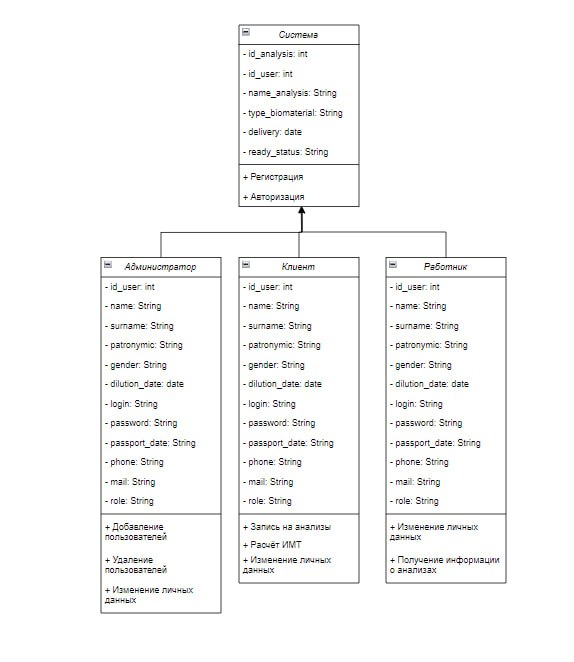 Система
- id_analysis: int
- id_user: int
- name_analysis: String
- type_biomaterial: String
- delivery: date
- ready_status: String
+ Регистрация
+ Авторизация
Администратор
- id_user: int
- name: String
- surname: String
- patronymic: String
- gender: String
- dilution_date: date
- login: String
- password: String
- passport_date: String
- phone: String
- mail: String
- role: String
+ Добавление
пользователей
+ Удаление
пользователей
+ Изменение личных
данных
Клиент
- id_user: int
- name: String
- surname: String
- patronymic: String
- gender: String
- dilution_date: date
- login: String
- password: String
- passport_date: String
- phone: String
- mail: String
- role: String
+ Запись на анализы
+ Расчёт ИМТ
+ Изменение личных
данных
Работник
- id_user: int
- name: String
- surname: String
- patronymic: String
- gender: String
- dilution_date: date
- login: String
- password: String
- passport_date: String
- phone: String
- mail: String
- role: String
+ Изменение личных
данных
+ Получение информации
о анализах